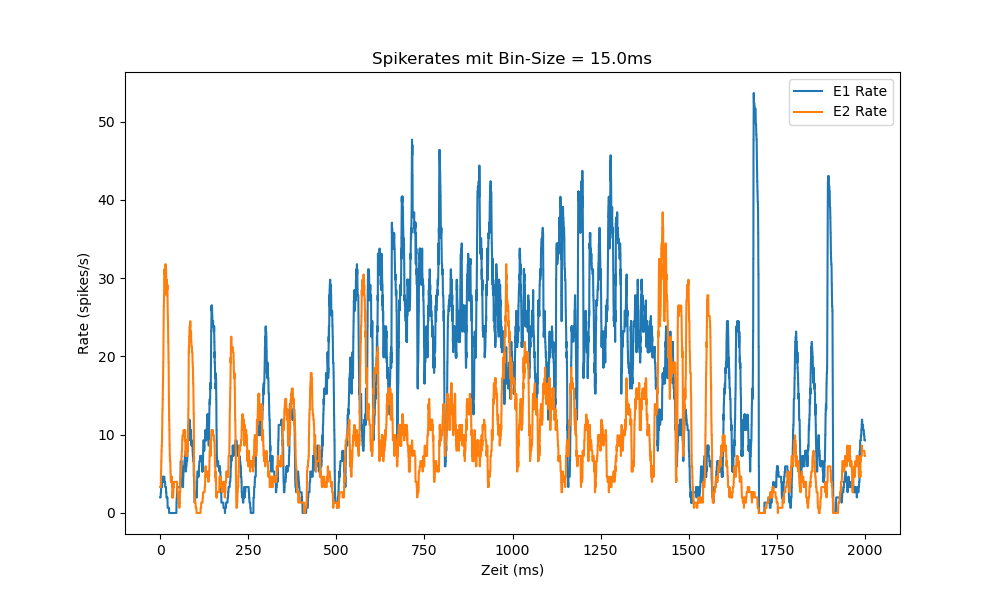 Spikerates mit Bin-Size = 15.0ms
E1 Rate
E2 Rate
50
40
30
20
10
0
Rate (spikes/s)
0 250 500 750 1000 1250 1500 1750 2000
Zeit (ms)